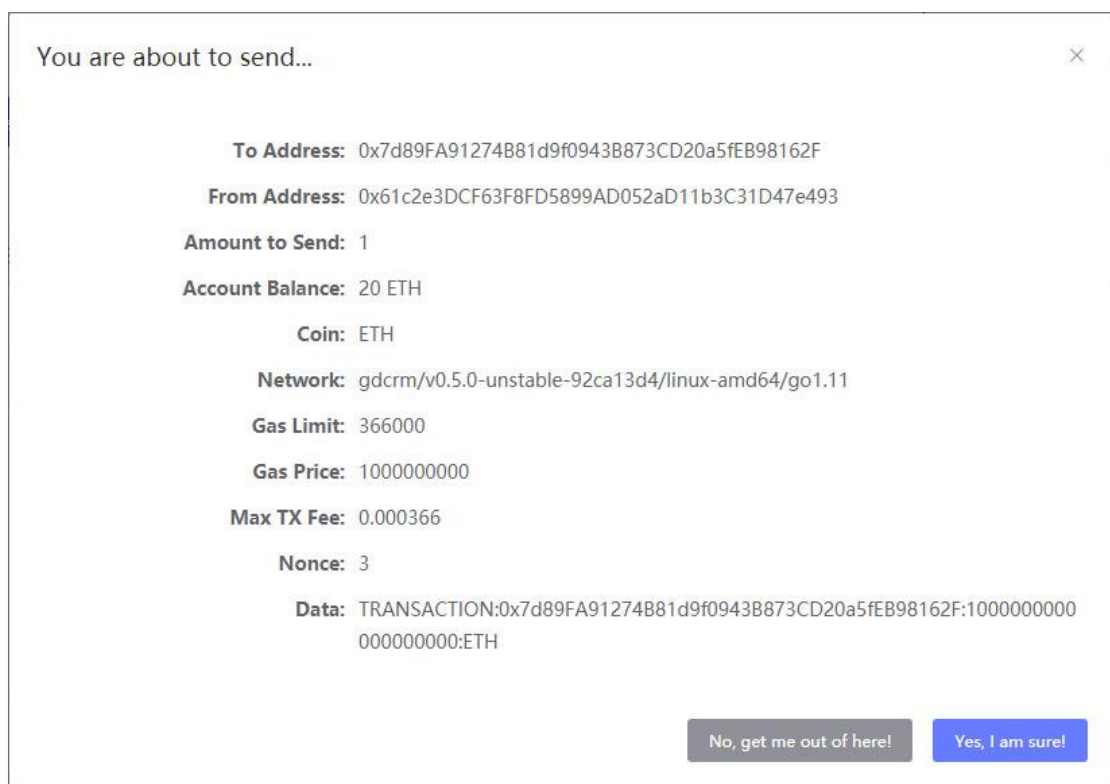 You are about to send...
To Address: 0x7d89FA91274B81d9f0943B873CD20a5fEB98162F
From Address: 0x61c2e3DCF63F8FD5899AD052aD11b3C31D47e493
Amount to Send: 1
Account Balance: 20 ETH
Coin: ETH
Network: gdcrm/v0.5.0-unstable-92ca13d4/linux-amd64/go1.11
Gas Limit: 366000
Gas Price: 1000000000
Max TX Fee: 0.000366
Nonce: 3
Data: TRANSACTION:0x7d89FA91274B81d9f0943B873CD20a5fEB98162F:1000000000
000000000:ETH
No, get me out of here! Yes, I am sure!